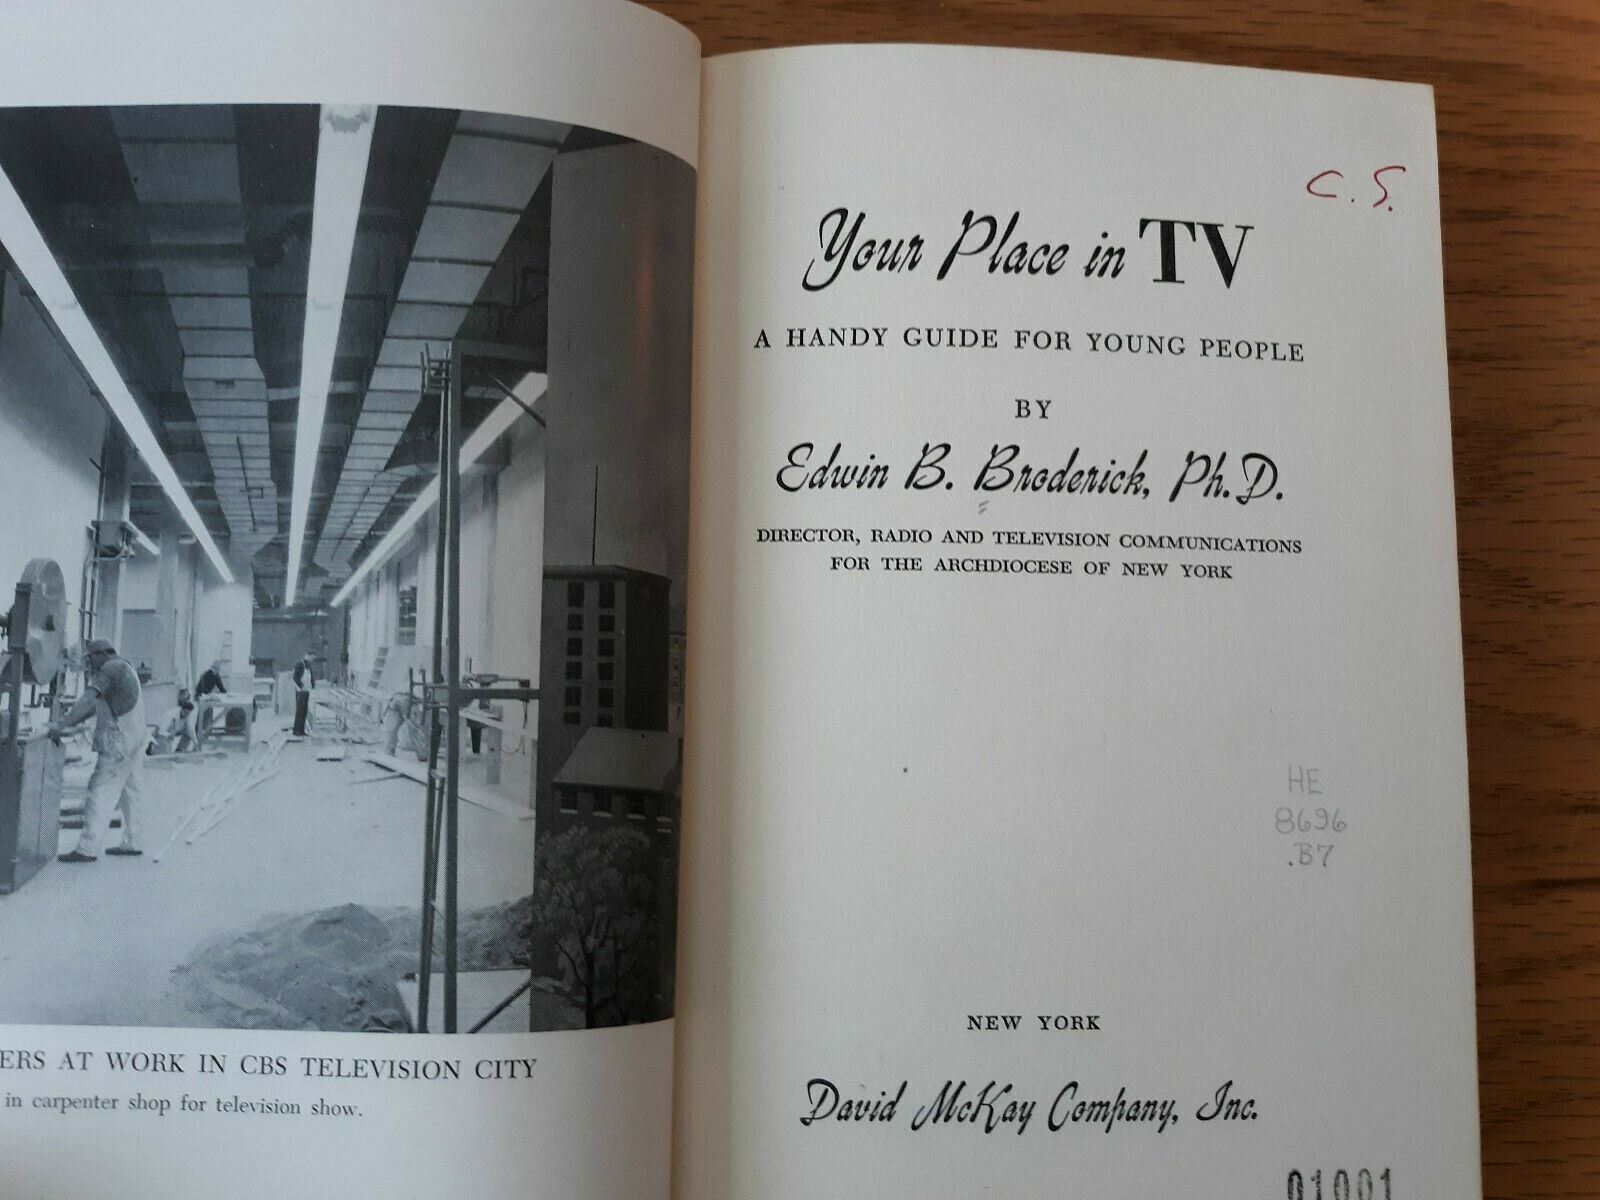 AT WORK IN CBS TELEVISION CITY
in carpenter shop for television show.
C. S.
Your Place in TV
A HANDY GUIDE FOR YOUNG PEOPLE
BY
Edwin B. Broderick, Ph.D.
DIRECTOR, RADIO AND TELEVISION COMMUNICATIONS
FOR THE ARCHDIOCESE OF NEW YORK
HE
8696
.B7
NEW YORK
David McKay Company, Inc.
01001